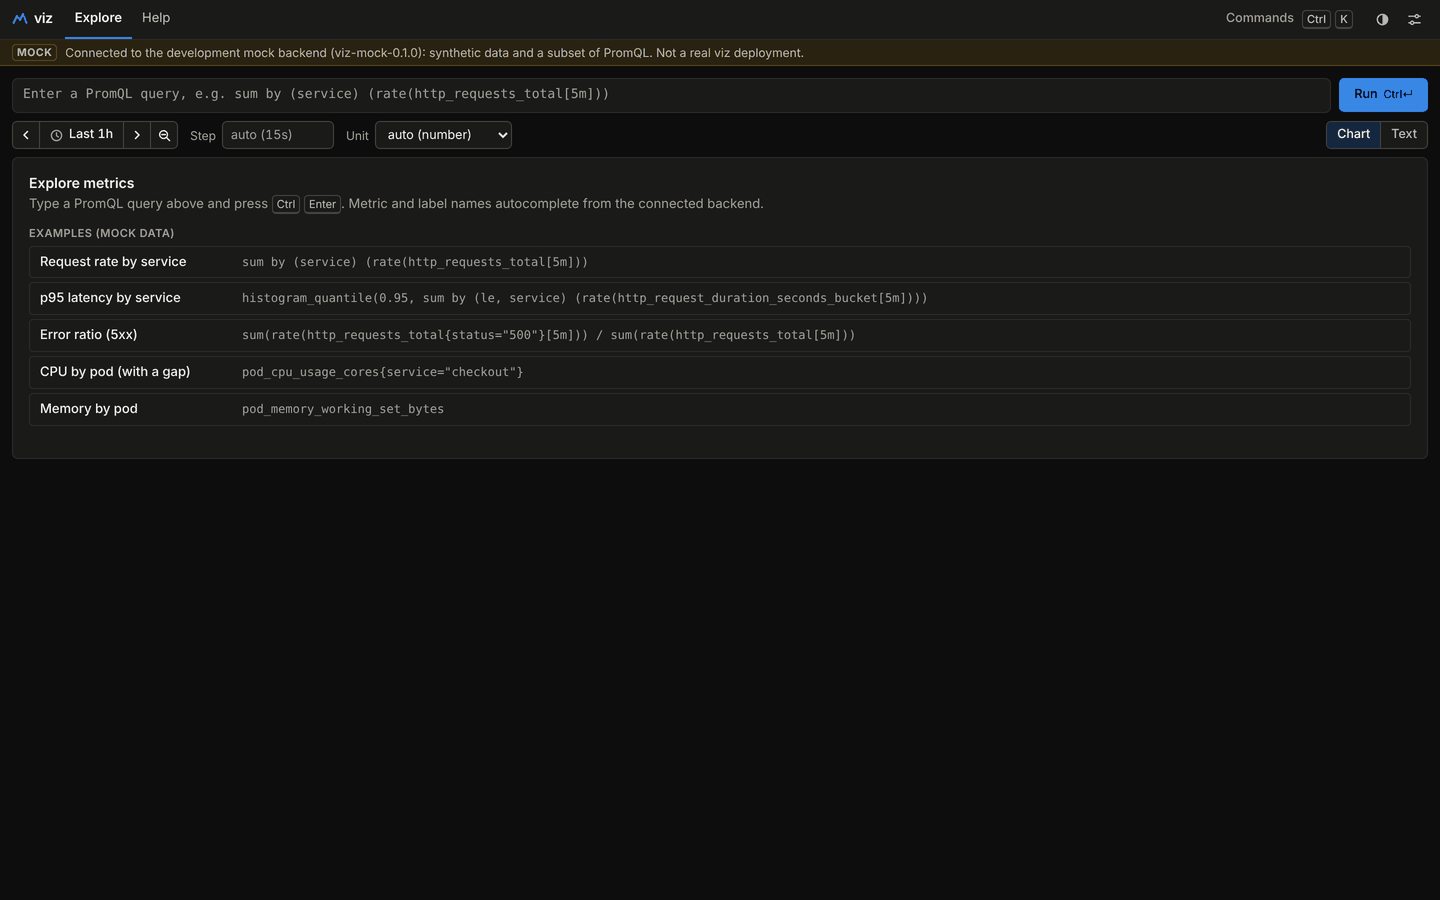 viz Explore Help Commands Ctrl K
MOCK Connected to the development mock backend (viz-mock-0.1.0): synthetic data and a subset of PromQL. Not a real viz deployment.
Enter a PromQL query, e.g. sum by (service) (rate(http_requests_total[5m])) Run Ctrl↵
Last 1h Step auto (15s) Unit auto (number) Chart Text
Explore metrics
Type a PromQL query above and press Ctrl Enter. Metric and label names autocomplete from the connected backend.
EXAMPLES (MOCK DATA)
Request rate by service sum by (service) (rate(http_requests_total[5m]))
p95 latency by service histogram_quantile(0.95, sum by (le, service) (rate(http_request_duration_seconds_bucket[5m])))
Error ratio (5xx) sum(rate(http_requests_total{status="500"}[5m])) / sum(rate(http_requests_total[5m]))
CPU by pod (with a gap) pod_cpu_usage_cores{service="checkout"}
Memory by pod pod_memory_working_set_bytes